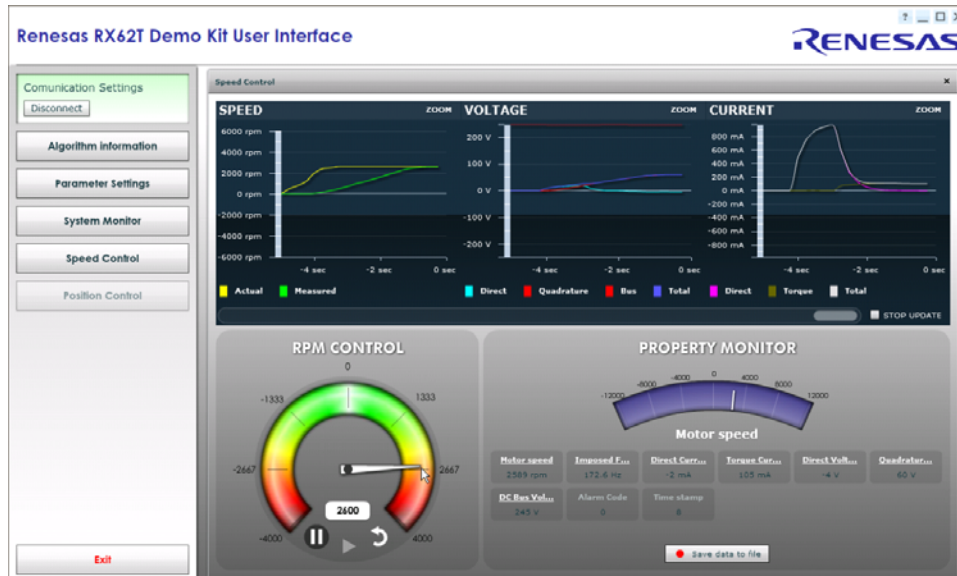 ? _ □ X
Renesas RX62T Demo Kit User Interface
RENESAS
Comunication Settings
Disconnect
Algorithm information
Parameter Settings
System Monitor
Speed Control
Position Control
Exit
Speed Control
x
SPEED ZOOM
6000 rpm
4000 rpm
2000 rpm
0 rpm
-2000 rpm
-4000 rpm
-6000 rpm
-4 sec -2 sec 0 sec
Actual Measured
VOLTAGE ZOOM
200 V
100 V
0 V
-100 V
-200 V
-4 sec -2 sec 0 sec
Direct Quadrature Bus Total
CURRENT ZOOM
800 mA
600 mA
400 mA
200 mA
0 mA
-200 mA
-400 mA
-600 mA
-800 mA
-4 sec -2 sec 0 sec
Direct Torque Total
STOP UPDATE
RPM CONTROL
0
-1333 1333
-2667 2667
2600
-4000 4000
PROPERTY MONITOR
-12000 -8000 -4000 0 4000 8000 12000
Motor speed
Motor speed Imposed F... Direct Curr... Torque Cur... Direct Volt... Quadratur...
2589 rpm 172.6 Hz -2 mA 105 mA -4 V 60 V
DC Bus Vol... Alarm Code Time stamp
245 V 0 8
Save data to file